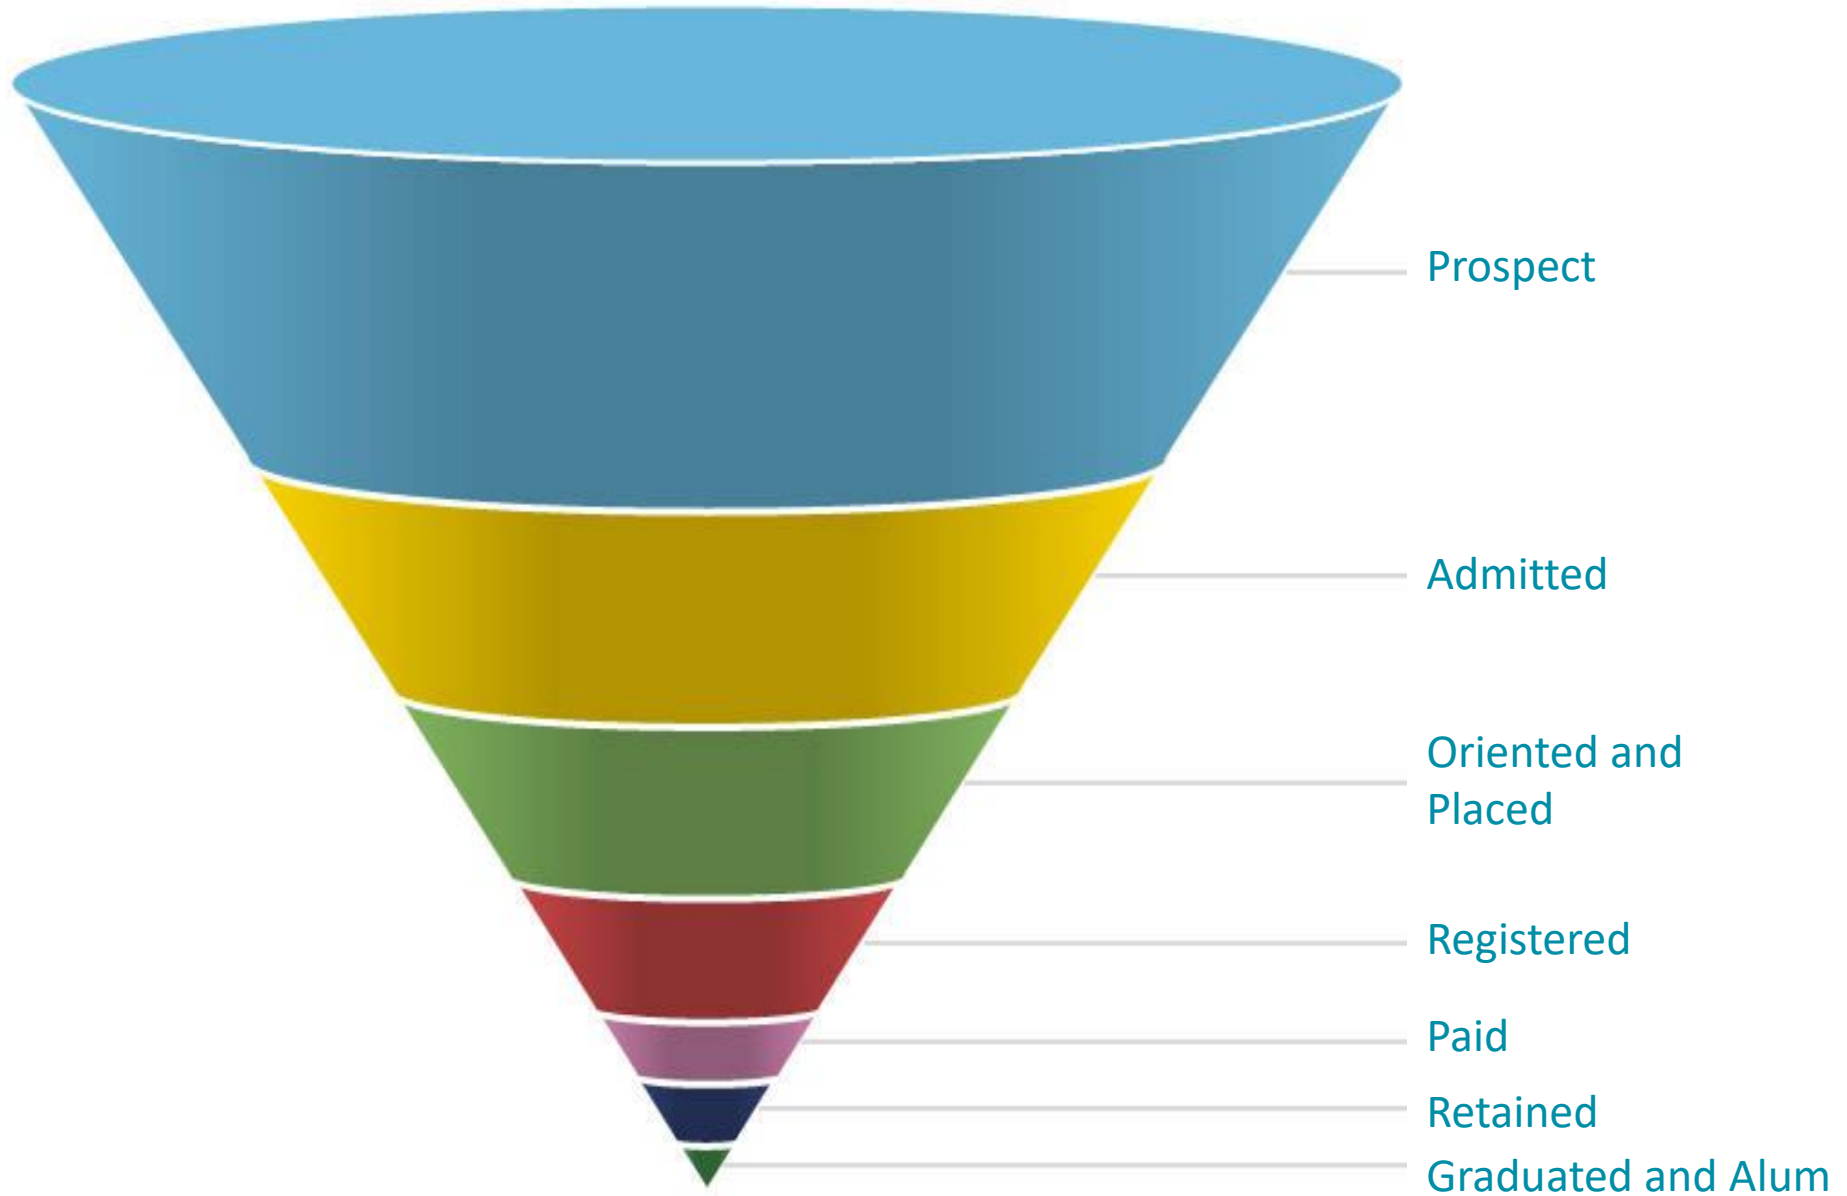 Prospect
Admitted
Oriented and
Placed
Registered
Paid
Retained
Graduated and Alum